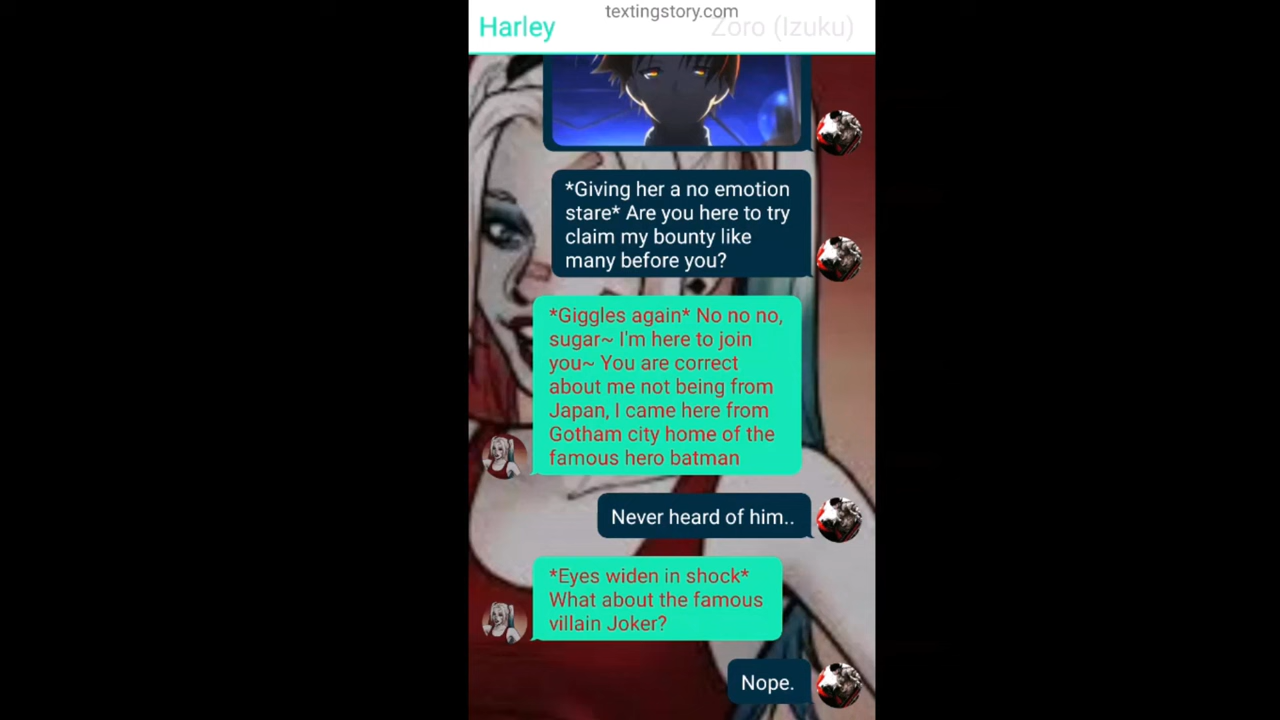 textingstory.com
Harley
Zoro (Izuku)
*Giving her a no emotion
stare* Are you here to try
claim my bounty like
many before you?
*Giggles again* No no no,
sugar~ I'm here to join
you~ You are correct
about me not being from
Japan, I came here from
Gotham city home of the
famous hero batman
Never heard of him..
*Eyes widen in shock*
What about the famous
villain Joker?
Nope.